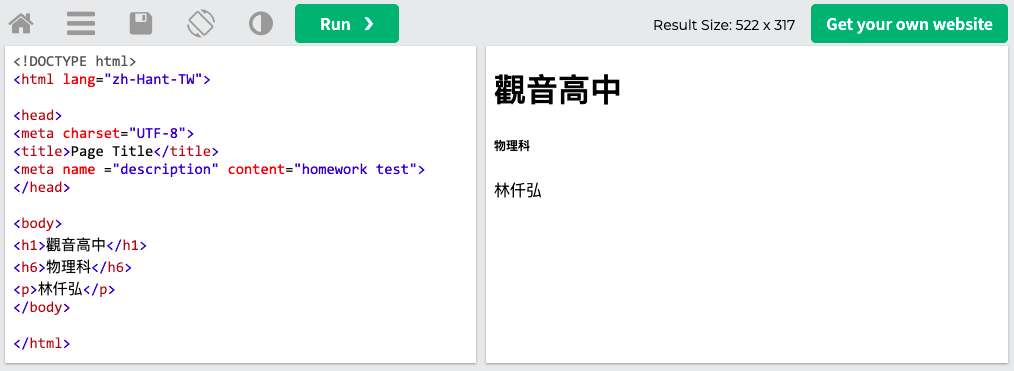 Run ❯
Result Size: 522 x 317
Get your own website
<!DOCTYPE html>
<html lang="zh-Hant-TW">
<head>
<meta charset="UTF-8">
<title>Page Title</title>
<meta name ="description" content="homework test">
</head>
<body>
<h1>觀音高中</h1>
<h6>物理科</h6>
<p>林仟弘</p>
</body>
</html>
觀音高中
物理科
林仟弘